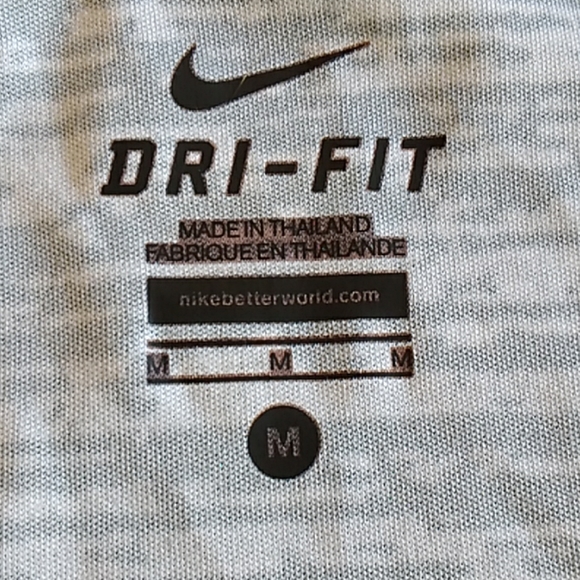 DRI-FIT
MADE IN THAILAND
FABRIQUE EN THAILANDE
nikebetterworld.com
M M M
M